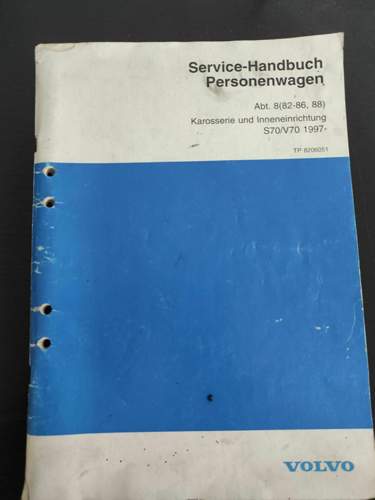 Service-Handbuch
Personenwagen
Abt. 8(82-86, 88)
Karosserie und Inneneinrichtung
S70/V70 1997-
TP 8206051
VOLVO